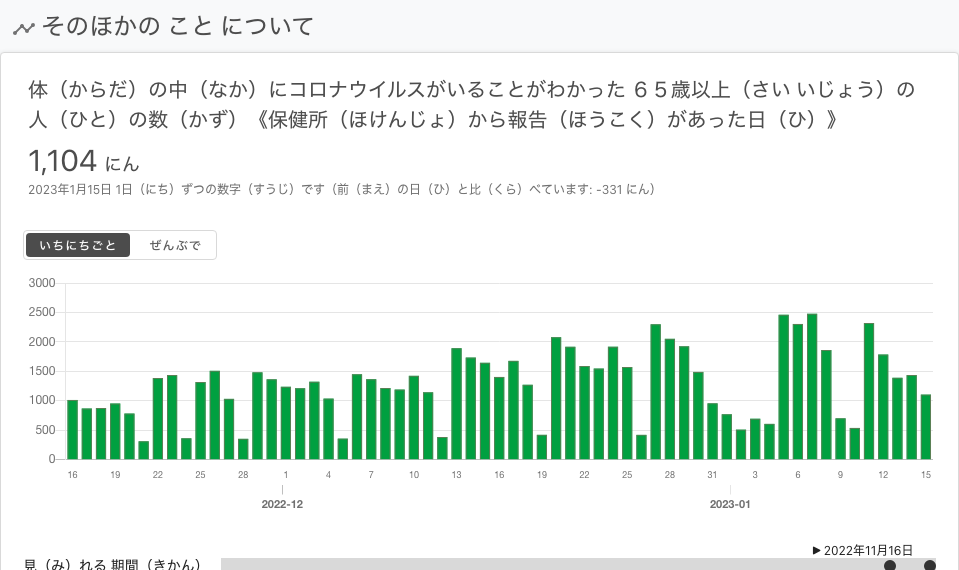 そのほかの こと について
体（からだ）の中（なか）にコロナウイルスがいることがわかった ６５歳以上（さい いじょう）の
人（ひと）の数（かず）《保健所（ほけんじょ）から報告（ほうこく）があった日（ひ）》
1,104 にん
2023年1月15日 1日（にち）ずつの数字（すうじ）です（前（まえ）の日（ひ）と比（くら）べています: -331 にん）
いちにちごと ぜんぶで
3000
2500
2000
1500
1000
500
0
16 19 22 25 28 1 4 7 10 13 16 19 22 25 28 31 3 6 9 12 15
2022-12 2023-01
▶ 2022年11月16日
見（み）れる 期間（きかん）